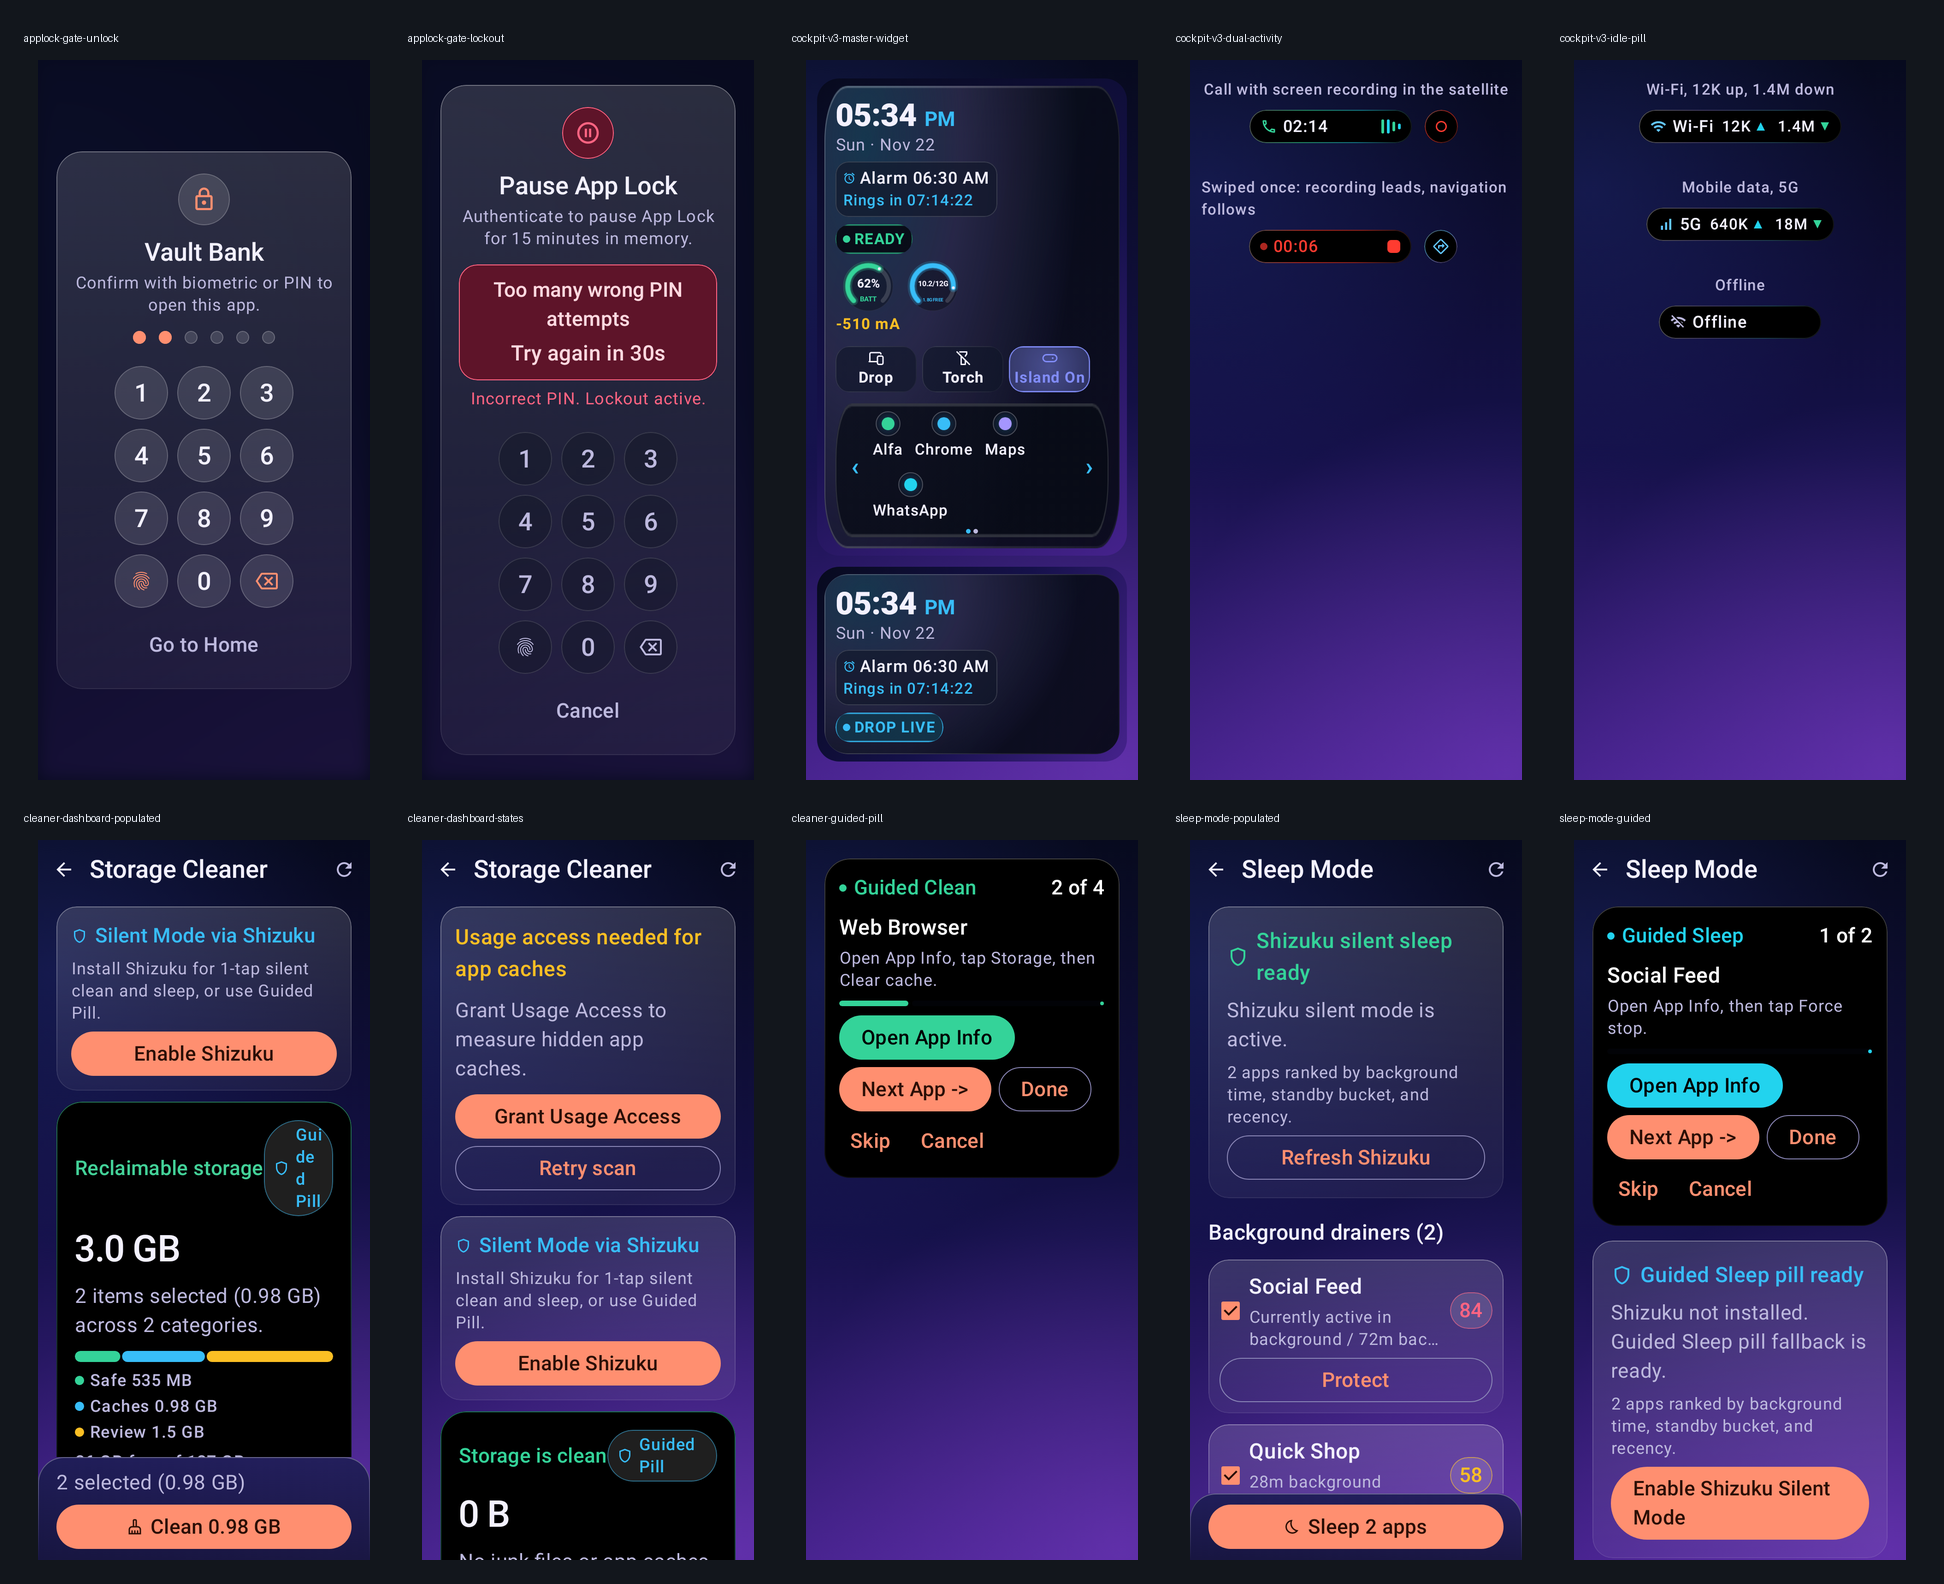 applock-gate-unlock
Vault Bank
Confirm with biometric or PIN to
open this app.
1 2 3
4 5 6
7 8 9
0
Go to Home
applock-gate-lockout
Pause App Lock
Authenticate to pause App Lock
for 15 minutes in memory.
Too many wrong PIN
attempts
Try again in 30s
Incorrect PIN. Lockout active.
1 2 3
4 5 6
7 8 9
0
Cancel
cockpit-v3-master-widget
05:34 PM
Sun · Nov 22
Alarm 06:30 AM
Rings in 07:14:22
READY
62%
BATT
10.2/12G
-510 mA
Drop
Torch
Island On
Alfa
Chrome
Maps
WhatsApp
05:34 PM
Sun · Nov 22
Alarm 06:30 AM
Rings in 07:14:22
DROP LIVE
cockpit-v3-dual-activity
Call with screen recording in the satellite
02:14
Swiped once: recording leads, navigation
follows
00:06
cockpit-v3-idle-pill
Wi-Fi, 12K up, 1.4M down
Wi-Fi 12K ▲ 1.4M ▼
Mobile data, 5G
5G 640K ▲ 18M ▼
Offline
Offline
cleaner-dashboard-populated
Storage Cleaner
Silent Mode via Shizuku
Install Shizuku for 1-tap silent
clean and sleep, or use Guided
Pill.
Enable Shizuku
Reclaimable storage
Gui
de
d
Pill
3.0 GB
2 items selected (0.98 GB)
across 2 categories.
Safe 535 MB
Caches 0.98 GB
Review 1.5 GB
2 selected (0.98 GB)
Clean 0.98 GB
cleaner-dashboard-states
Storage Cleaner
Usage access needed for
app caches
Grant Usage Access to
measure hidden app
caches.
Grant Usage Access
Retry scan
Silent Mode via Shizuku
Install Shizuku for 1-tap silent
clean and sleep, or use Guided
Pill.
Enable Shizuku
Storage is clean
Guided
Pill
0 B
No junk files or app caches
cleaner-guided-pill
Guided Clean
2 of 4
Web Browser
Open App Info, tap Storage, then
Clear cache.
Open App Info
Next App ->
Done
Skip
Cancel
sleep-mode-populated
Sleep Mode
Shizuku silent sleep
ready
Shizuku silent mode is
active.
2 apps ranked by background
time, standby bucket, and
recency.
Refresh Shizuku
Background drainers (2)
Social Feed
Currently active in
background / 72m bac...
84
Protect
Quick Shop
28m background
58
Sleep 2 apps
sleep-mode-guided
Sleep Mode
Guided Sleep
1 of 2
Social Feed
Open App Info, then tap Force
stop.
Open App Info
Next App ->
Done
Skip
Cancel
Guided Sleep pill ready
Shizuku not installed.
Guided Sleep pill fallback is
ready.
2 apps ranked by background
time, standby bucket, and
recency.
Enable Shizuku Silent
Mode